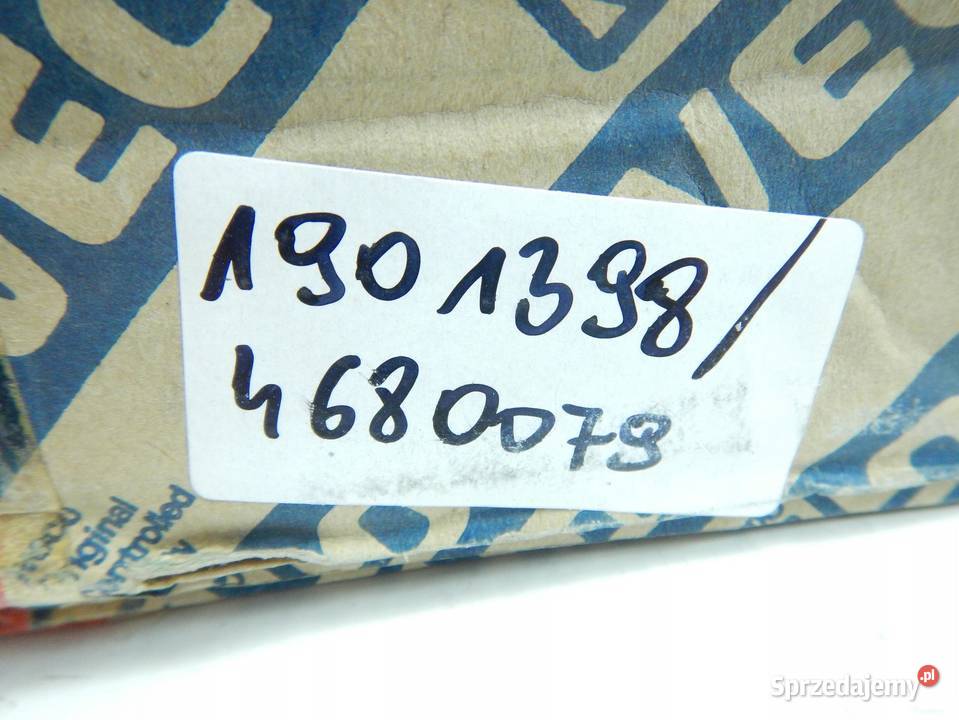 1901398/
4680079
Original
Controlled
Sprzedajemy.pl